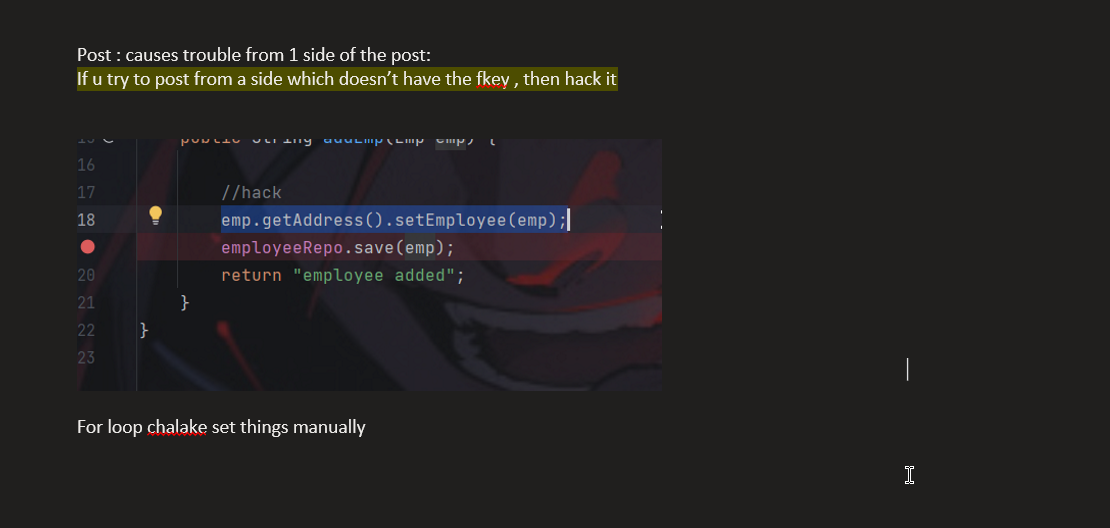 Post : causes trouble from 1 side of the post:
If u try to post from a side which doesn't have the fkey , then hack it
15 public String addEmp(Emp emp) {
16
17 //hack
18 emp.getAddress().setEmployee(emp);
employeeRepo.save(emp);
20 return "employee added";
21 }
22 }
23
For loop chalake set things manually